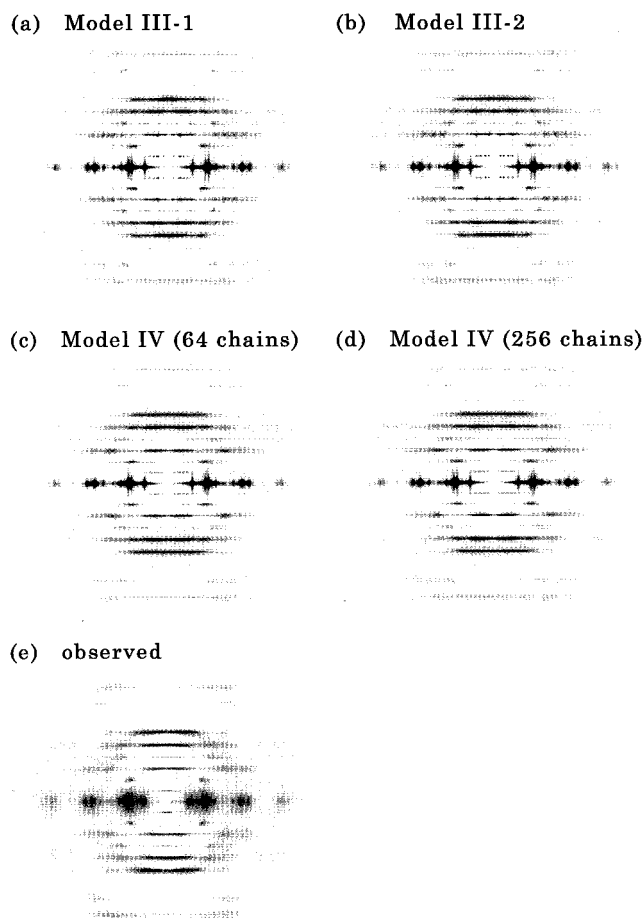 (a) Model III-1
(b) Model III-2
(c) Model IV (64 chains)
(d) Model IV (256 chains)
(e) observed